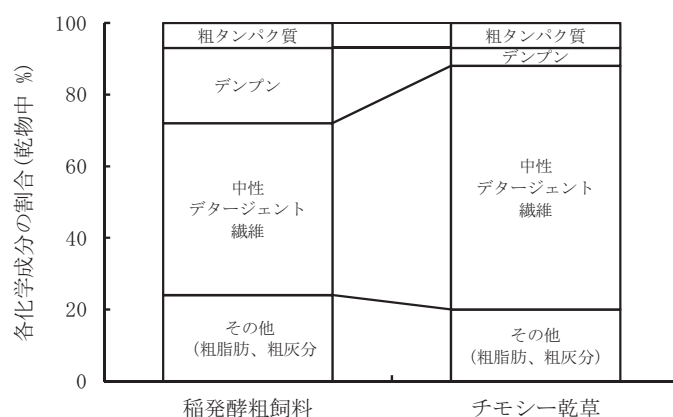 各化学成分の割合(乾物中 %)
100
80
60
40
20
0
粗タンパク質
デンプン
中性
デタージェント
繊維
その他
(粗脂肪、粗灰分
粗タンパク質
デンプン
中性
デタージェント
繊維
その他
(粗脂肪、粗灰分)
稲発酵粗飼料
チモシー乾草